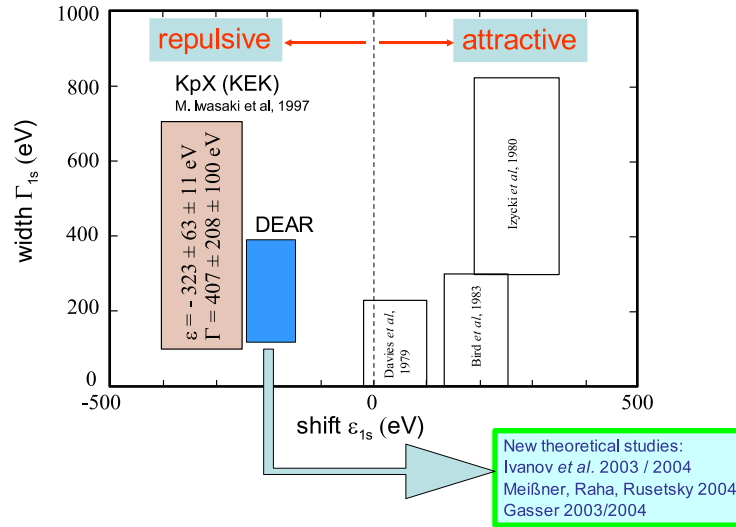 repulsive
attractive
KpX (KEK)
M. Iwasaki et al, 1997
ε = - 323 ± 63 ± 11 eV
Γ = 407 ± 208 ± 100 eV
DEAR
Davies et al,
1979
Bird et al, 1983
Izycki et al, 1980
width Γ1s (eV)
1000
800
600
400
200
0
-500
0
500
shift ε1s (eV)
New theoretical studies:
Ivanov et al. 2003 / 2004
Meißner, Raha, Rusetsky 2004
Gasser 2003/2004